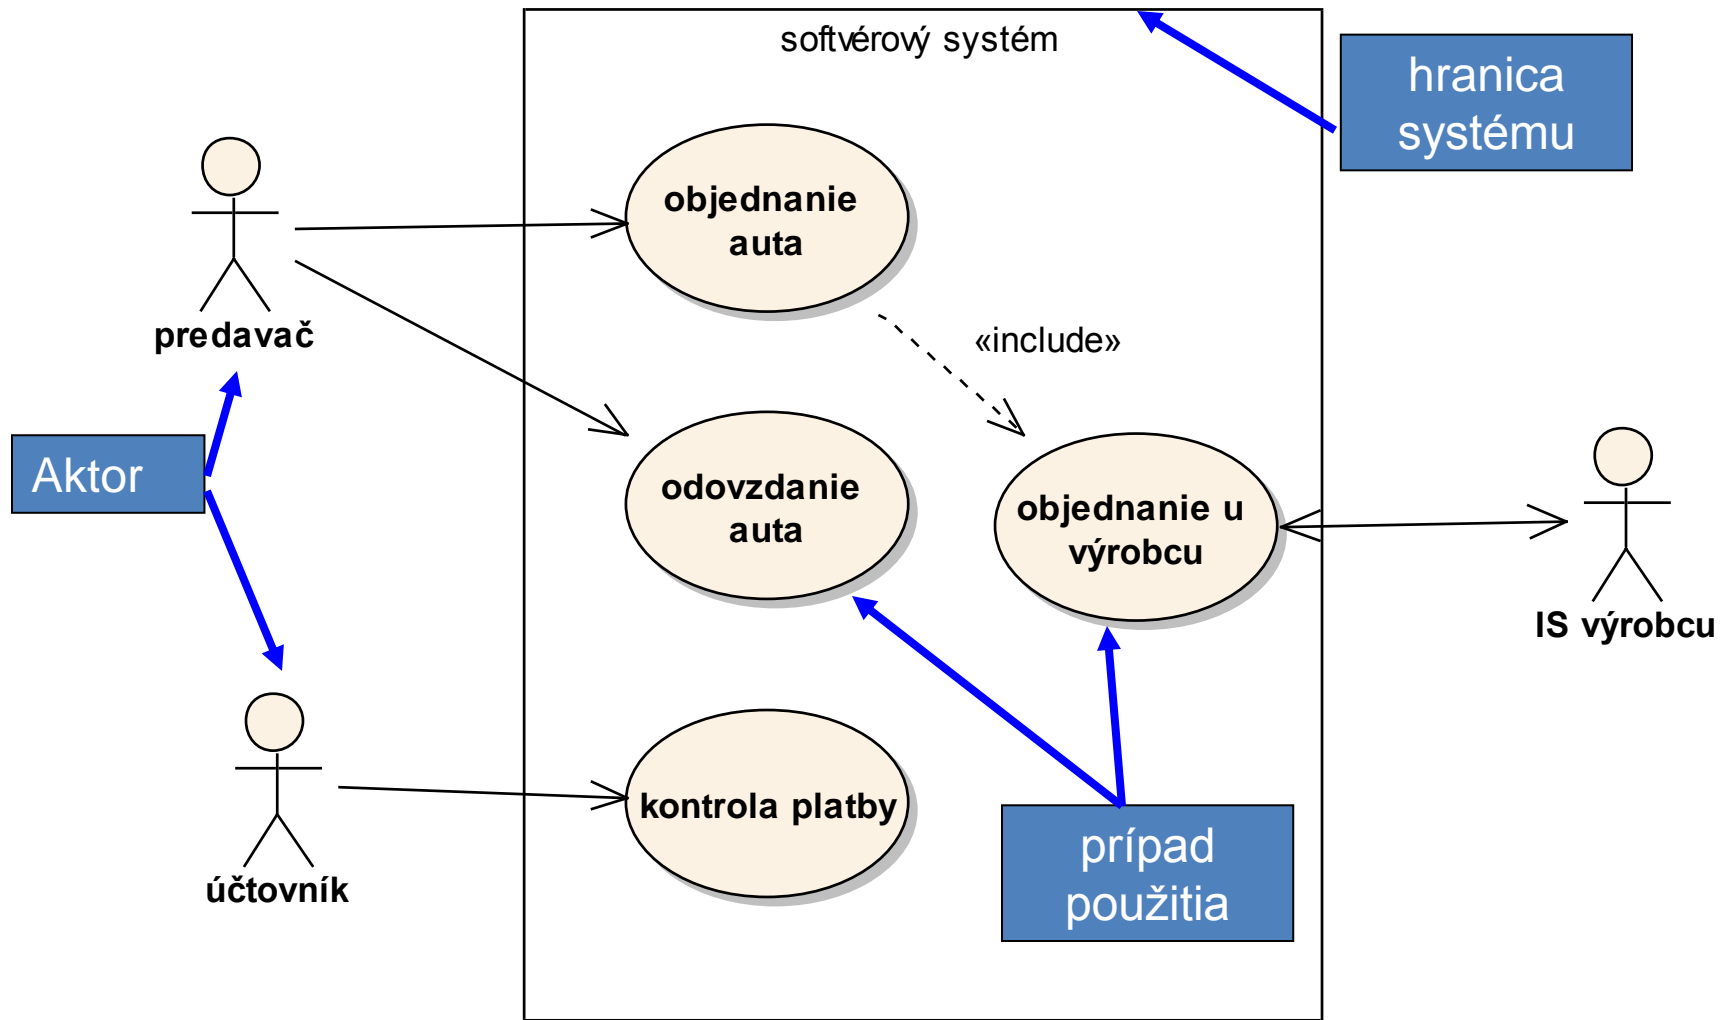 softvérový systém
hranica
systému
objednanie
auta
predavač
«include»
Aktor
odovzdanie
auta
objednanie u
výrobcu
IS výrobcu
kontrola platby
prípad
použitia
účtovník